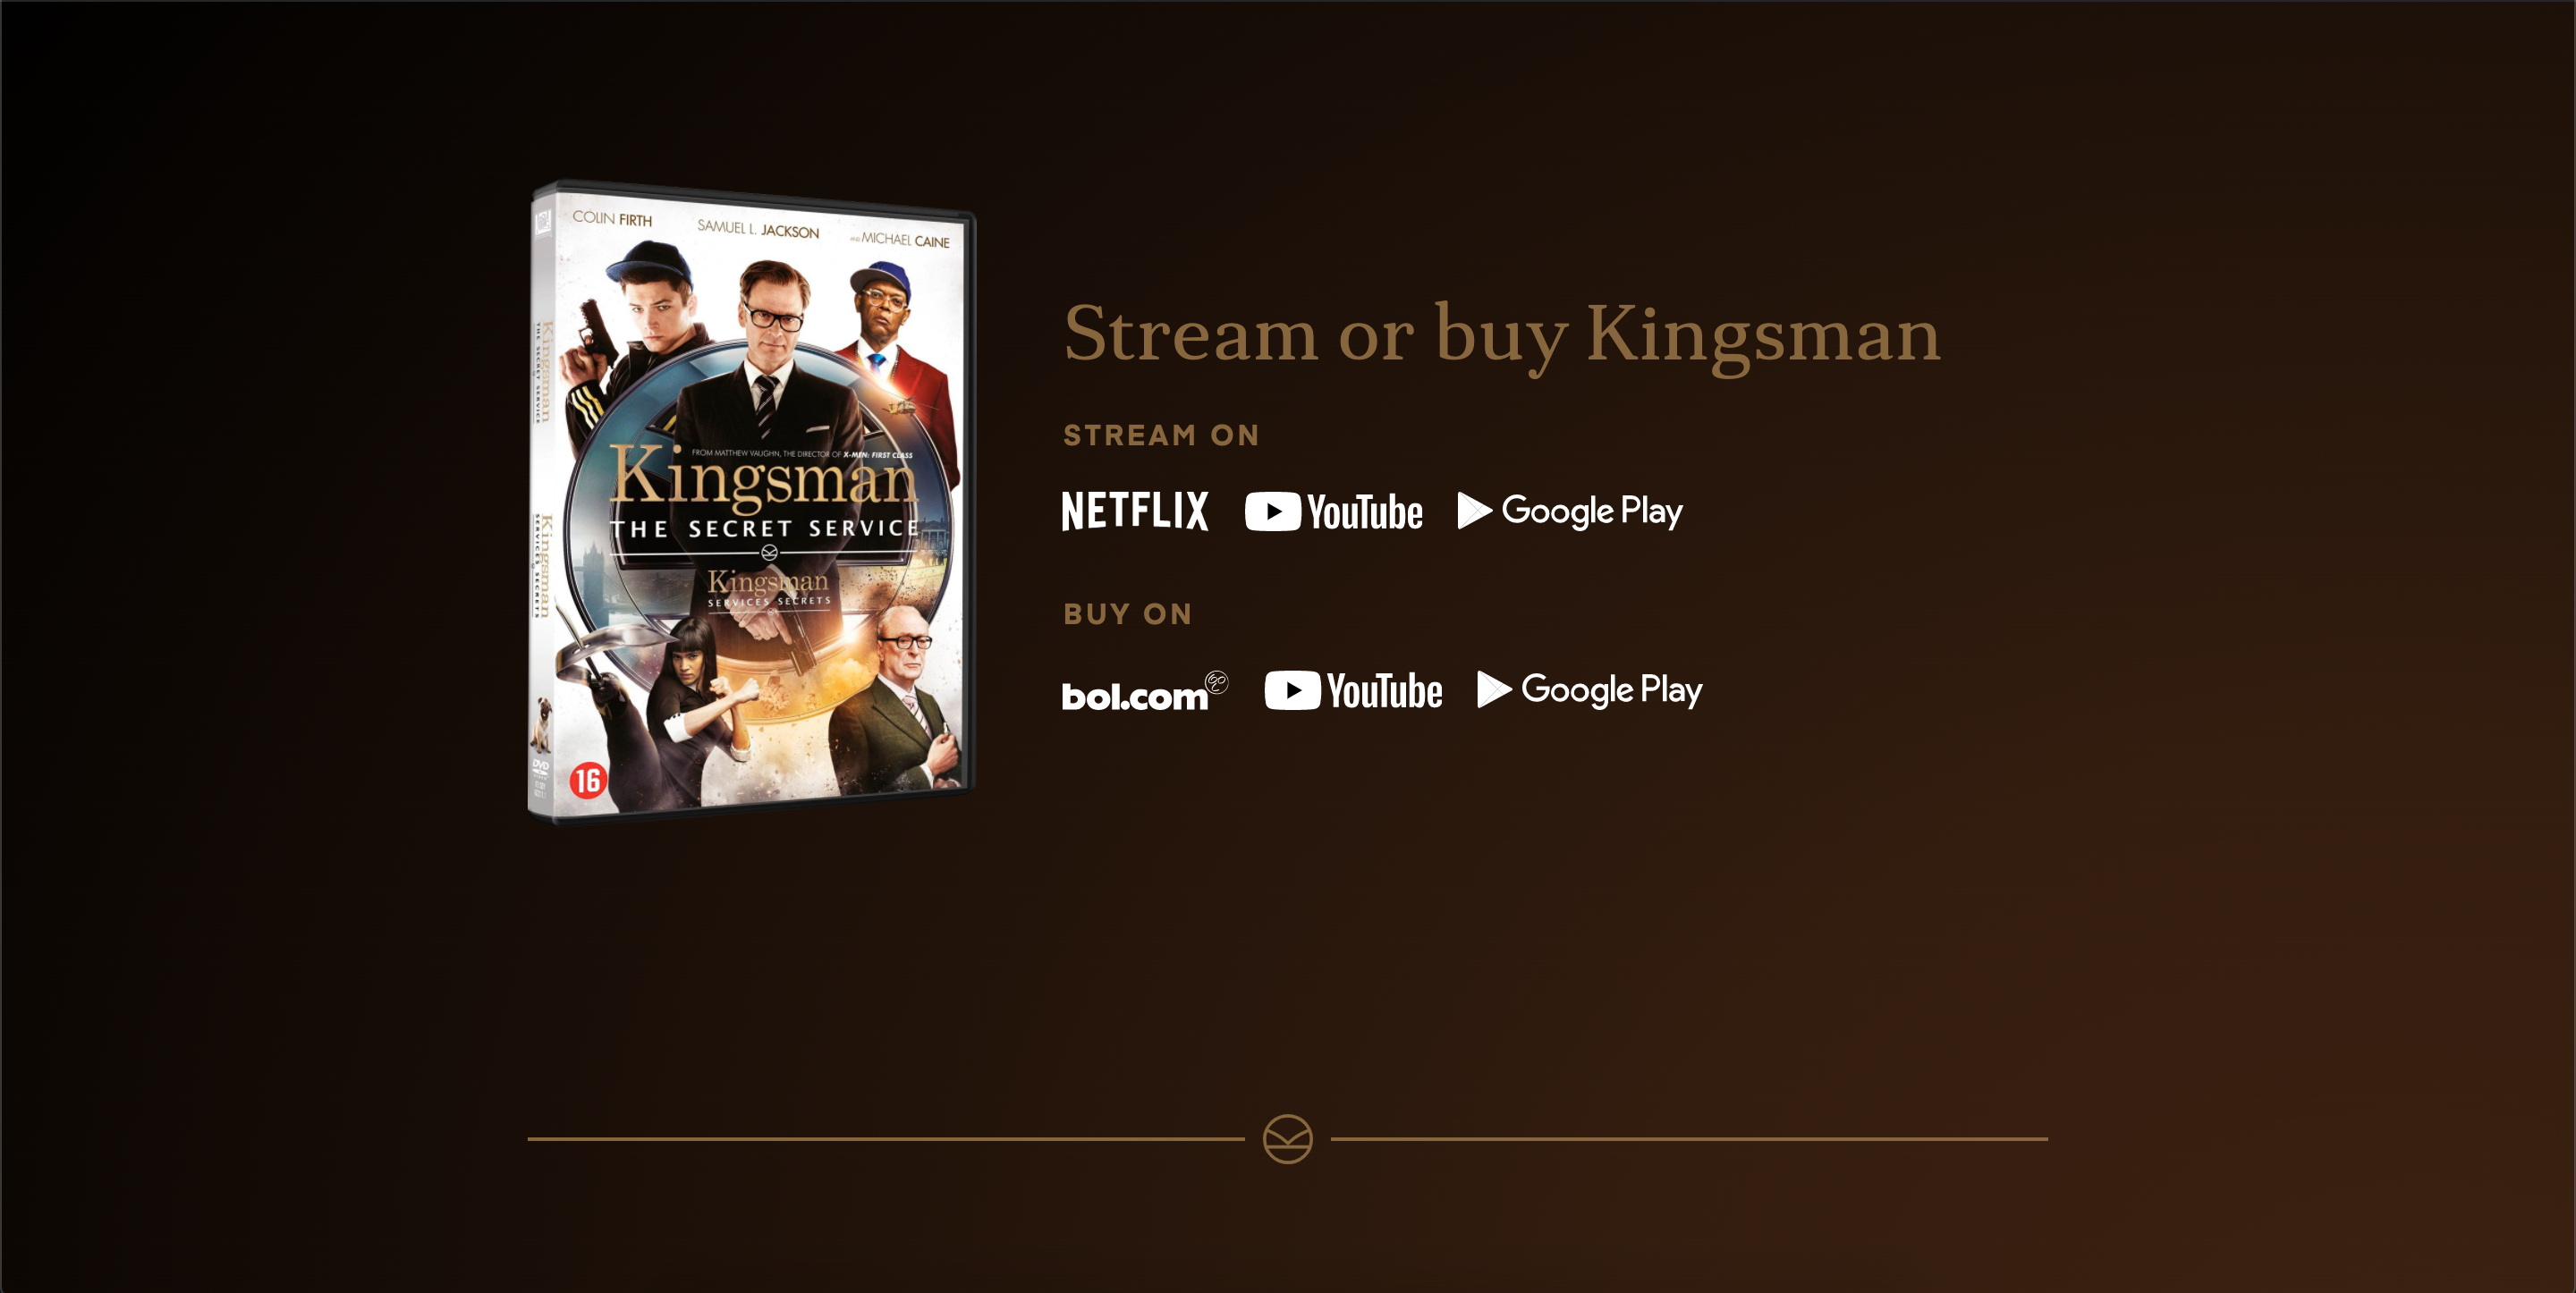 COLIN FIRTH
SAMUEL L. JACKSON
AND MICHAEL CAINE
FROM MATTHEW VAUGHN, THE DIRECTOR OF X-MEN: FIRST CLASS
Kingsman
THE SECRET SERVICE
Kingsman
SERVICES SECRETS
16
Kingsman
THE SECRET SERVICE
Kingsman
SERVICES SECRETS
DVD
Stream or buy Kingsman
STREAM ON
NETFLIX YouTube Google Play
BUY ON
bol.com YouTube Google Play